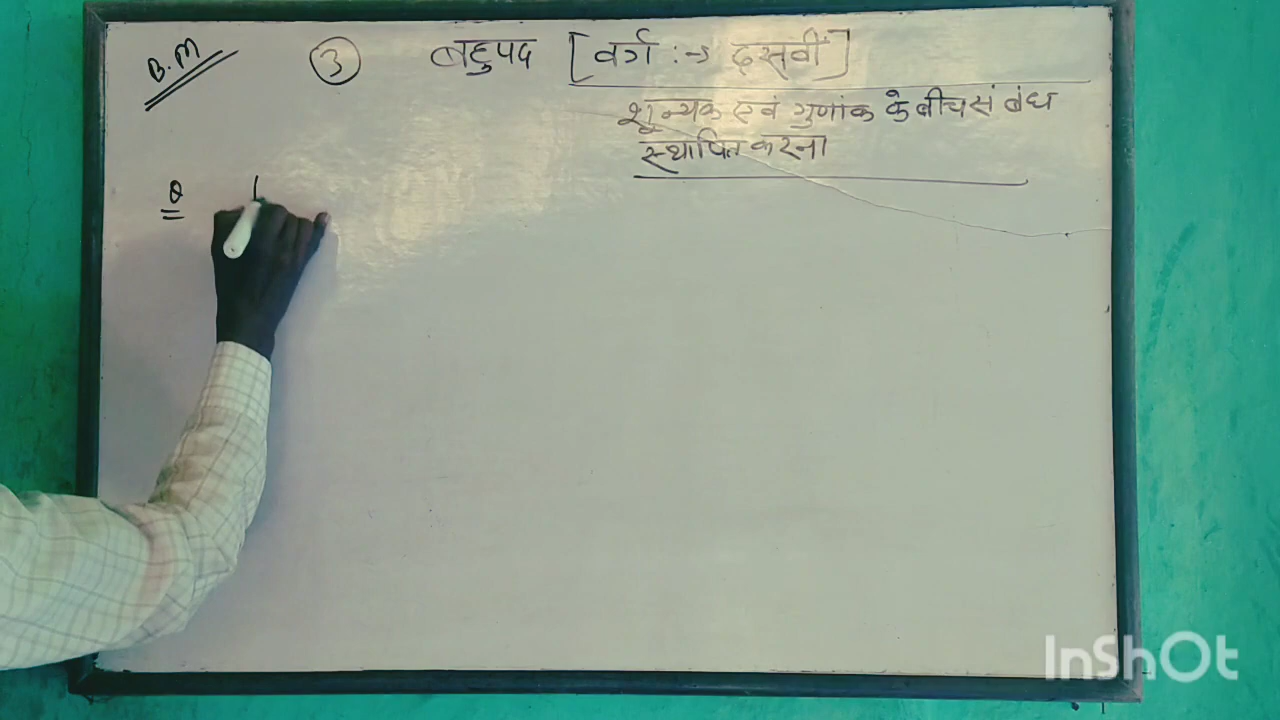 B.M
③ बहुपद [वर्ग :→ दसवीं]
शून्यक एवं गुणांक के बीच संबंध
स्थापित करना
Q
InShOt